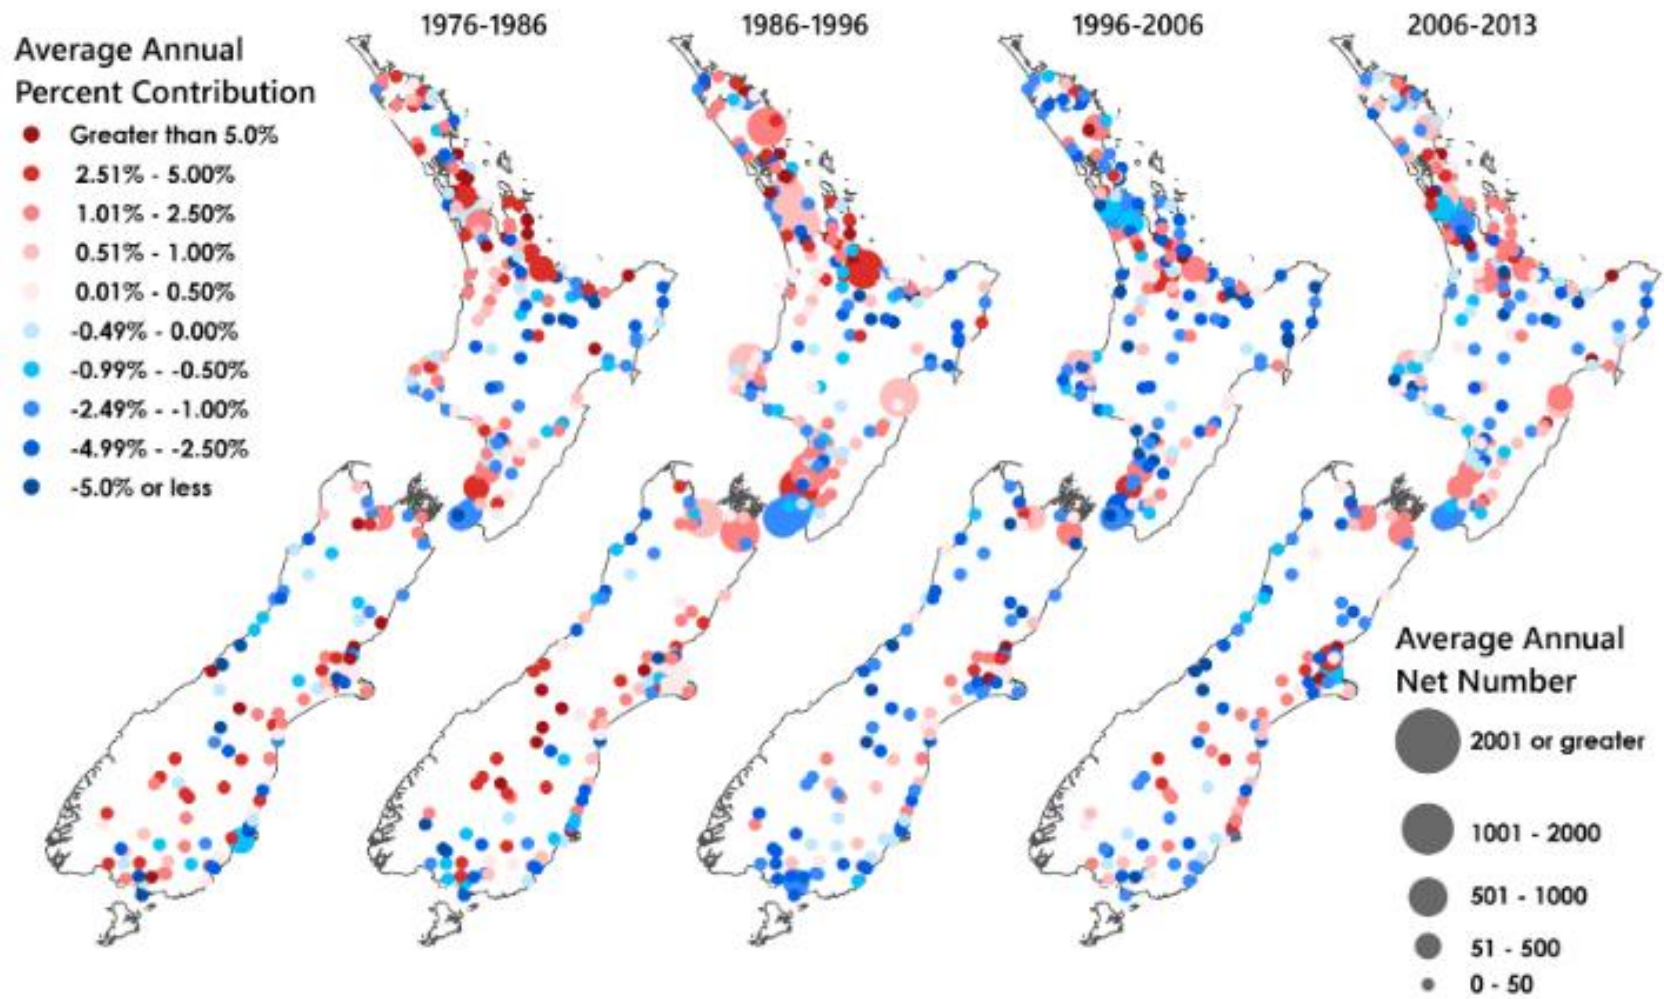 1976-1986
1986-1996
1996-2006
2006-2013
Average Annual
Percent Contribution
Greater than 5.0%
2.51% - 5.00%
1.01% - 2.50%
0.51% - 1.00%
0.01% - 0.50%
-0.49% - 0.00%
-0.99% - -0.50%
-2.49% - -1.00%
-4.99% - -2.50%
-5.0% or less
Average Annual
Net Number
2001 or greater
1001 - 2000
501 - 1000
51 - 500
0 - 50